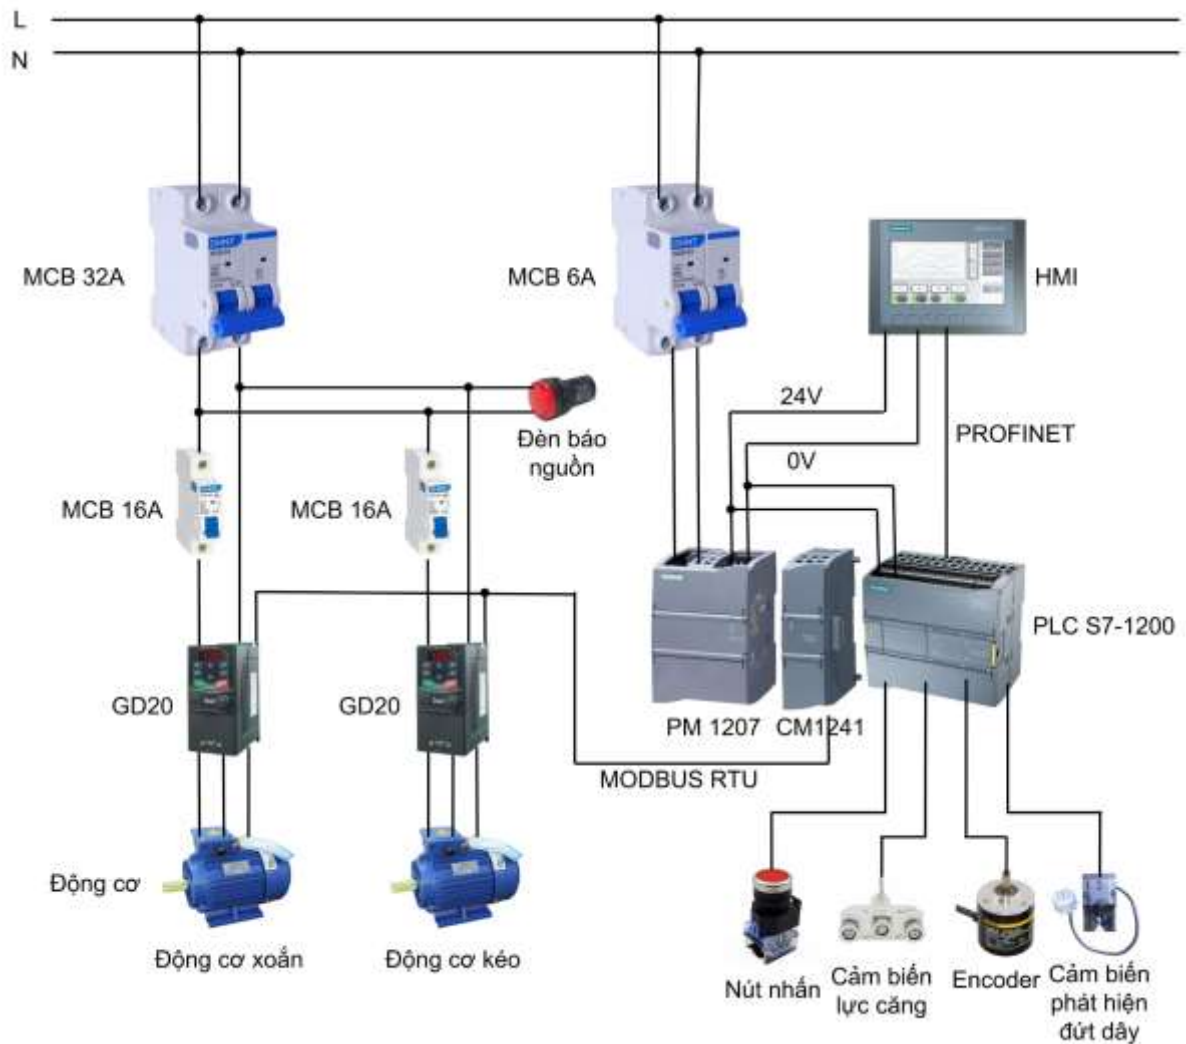 L
N
MCB 32A
MCB 6A
HMI
24V
PROFINET
0V
Đèn báo
nguồn
MCB 16A
MCB 16A
PLC S7-1200
GD20
GD20
PM 1207
CM1241
MODBUS RTU
Động cơ
Động cơ xoắn
Động cơ kéo
Nút nhấn
Cảm biến
lực căng
Encoder
Cảm biến
phát hiện
đứt dây